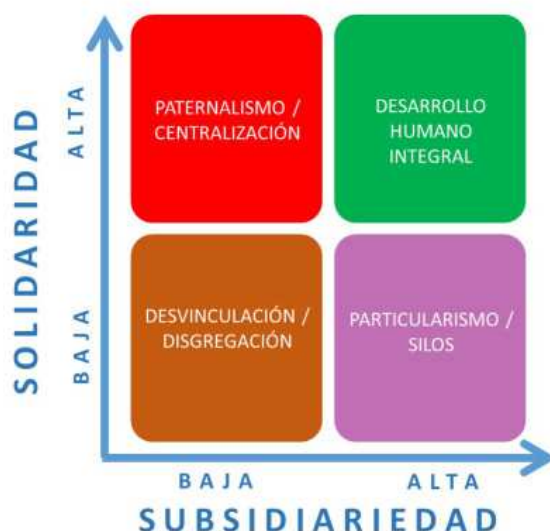 SOLIDARIDAD
ALTA
BAJA
PATERNALISMO /
CENTRALIZACIÓN
DESARROLLO
HUMANO
INTEGRAL
DESVINCULACIÓN /
DISGREGACIÓN
PARTICULARISMO /
SILOS
BAJA
ALTA
SUBSIDIARIEDAD